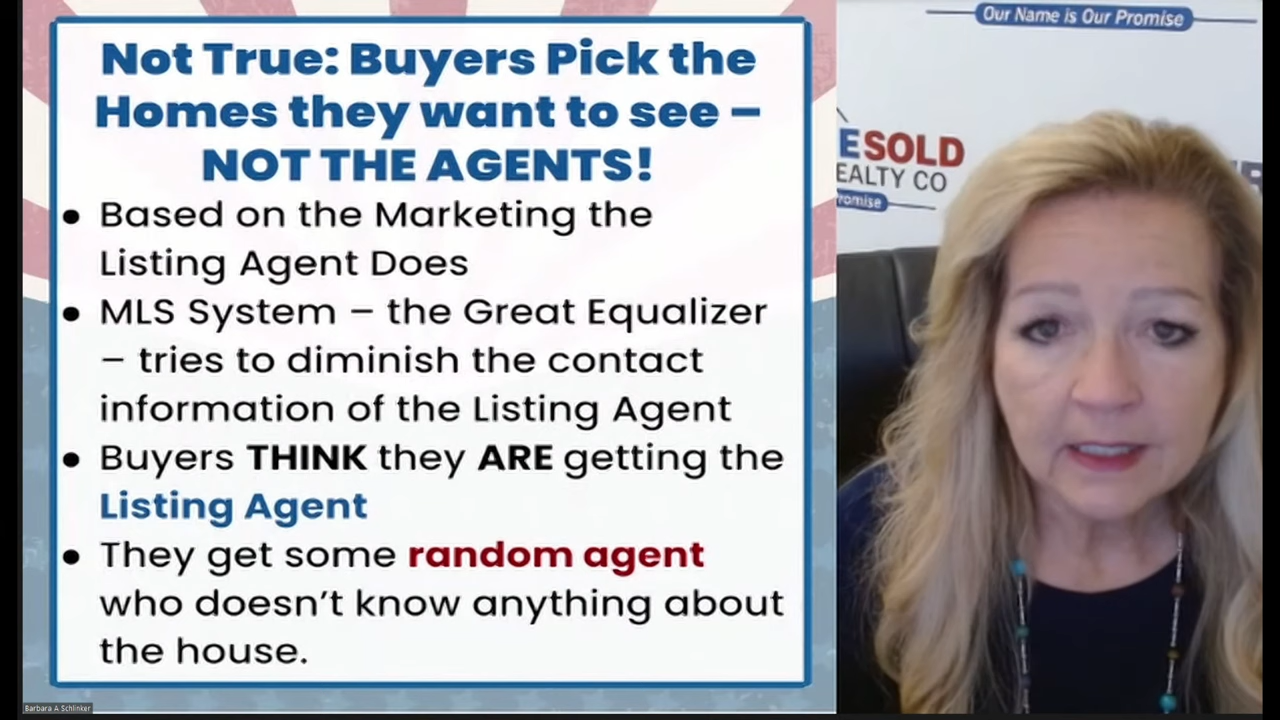 Not True: Buyers Pick the
Homes they want to see –
NOT THE AGENTS!
● Based on the Marketing the
Listing Agent Does
● MLS System – the Great Equalizer
– tries to diminish the contact
information of the Listing Agent
● Buyers THINK they ARE getting the
Listing Agent
● They get some random agent
who doesn’t know anything about
the house.
Barbara A Schlinker
Our Name is Our Promise
ESOLD
EALTY CO
romise